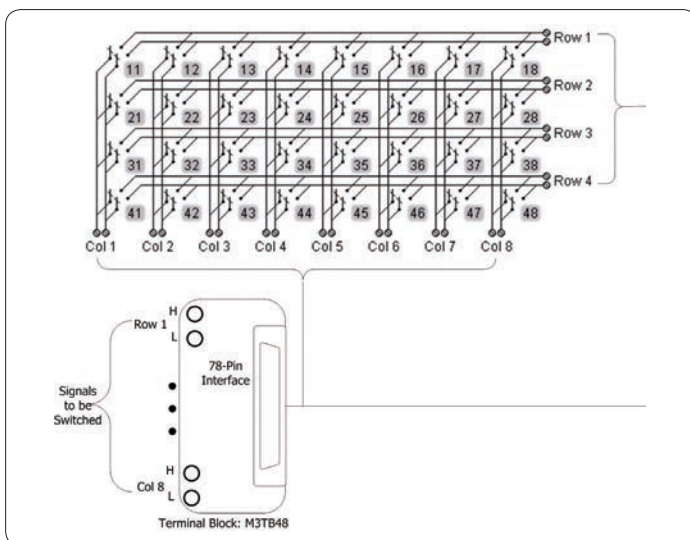 Row 1
11 12 13 14 15 16 17 18
Row 2
21 22 23 24 25 26 27 28
Row 3
31 32 33 34 35 36 37 38
Row 4
41 42 43 44 45 46 47 48
Col 1 Col 2 Col 3 Col 4 Col 5 Col 6 Col 7 Col 8
H
Row 1
L
78-Pin
Interface
Signals
to be
Switched
H
Col 8
L
Terminal Block: M3TB48